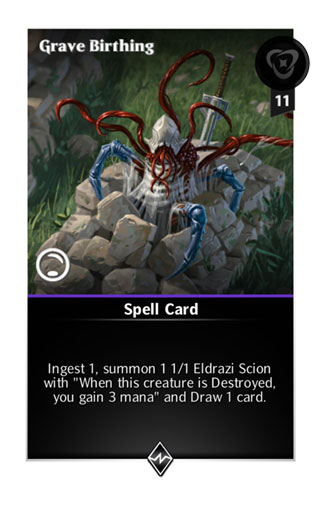 Grave Birthing
11
Spell Card
Ingest 1, summon 1 1/1 Eldrazi Scion
with "When this creature is Destroyed,
you gain 3 mana" and Draw 1 card.